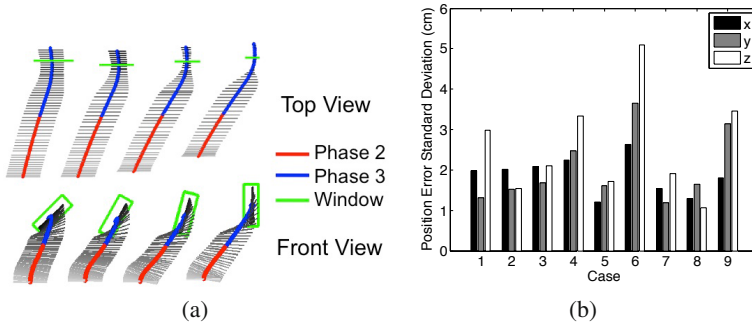 Top View
Phase 2
Phase 3
Window
Front View
(a)
Position Error Standard Deviation (cm)
6
5
4
3
2
1
0
x
y
z
1 2 3 4 5 6 7 8 9
Case
(b)